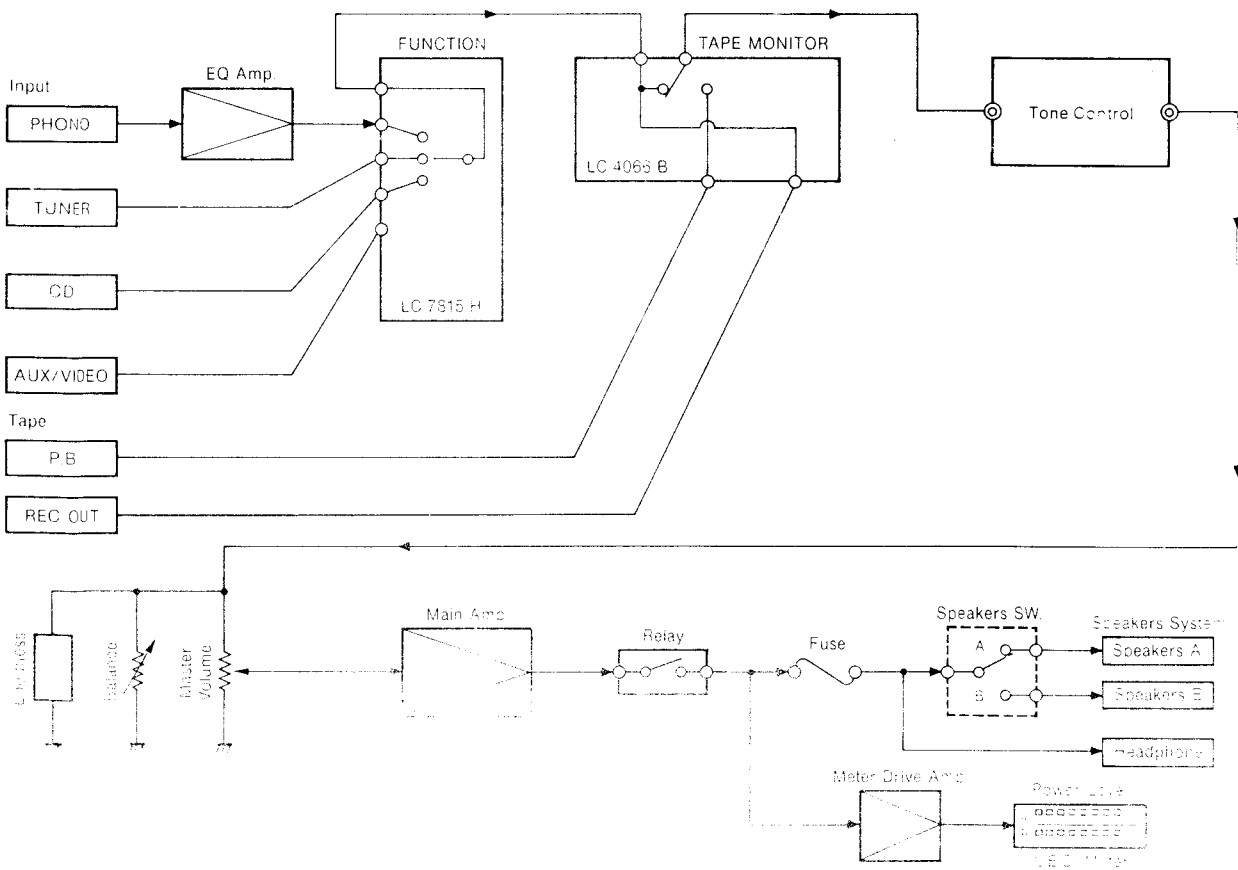 FUNCTION
TAPE MONITOR
EQ Amp.
Input
PHONO
Tone Control
LC 4066 B
TUNER
CD
LC 7815 H
AUX/VIDEO
Tape
P.B
REC OUT
Main Amp
Relay
Fuse
Speakers SW.
Speakers System
A
Speakers A
B
Speakers B
Headphone
Balance
Master
Volume
Meter Drive Amp
Power